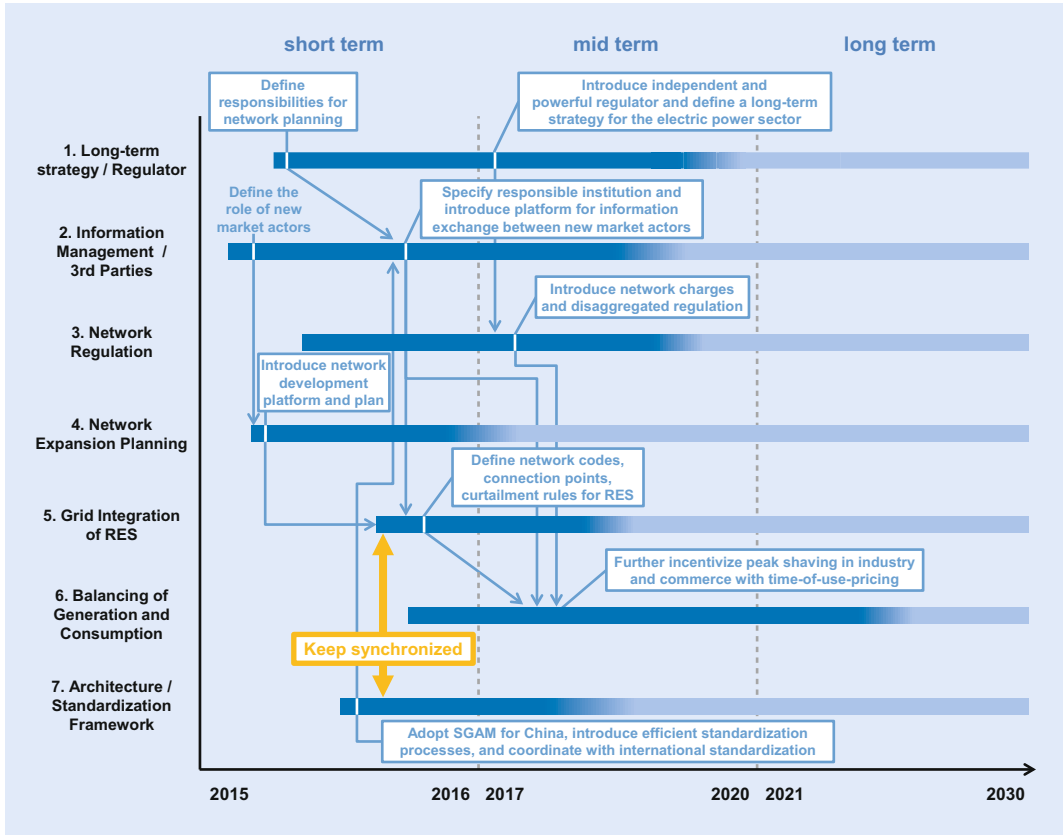 short term
mid term
long term
Define
responsibilities for
network planning
Introduce independent and
powerful regulator and define a long-term
strategy for the electric power sector
1. Long-term
strategy / Regulator
Define the
role of new
market actors
Specify responsible institution and
introduce platform for information
exchange between new market actors
2. Information
Management /
3rd Parties
Introduce network charges
and disaggregated regulation
3. Network
Regulation
Introduce network
development
platform and plan
4. Network
Expansion Planning
Define network codes,
connection points,
curtailment rules for RES
5. Grid Integration
of RES
Further incentivize peak shaving in industry
and commerce with time-of-use-pricing
6. Balancing of
Generation and
Consumption
Keep synchronized
7. Architecture /
Standardization
Framework
Adopt SGAM for China, introduce efficient standardization
processes, and coordinate with international standardization
2015
2016
2017
2020
2021
2030